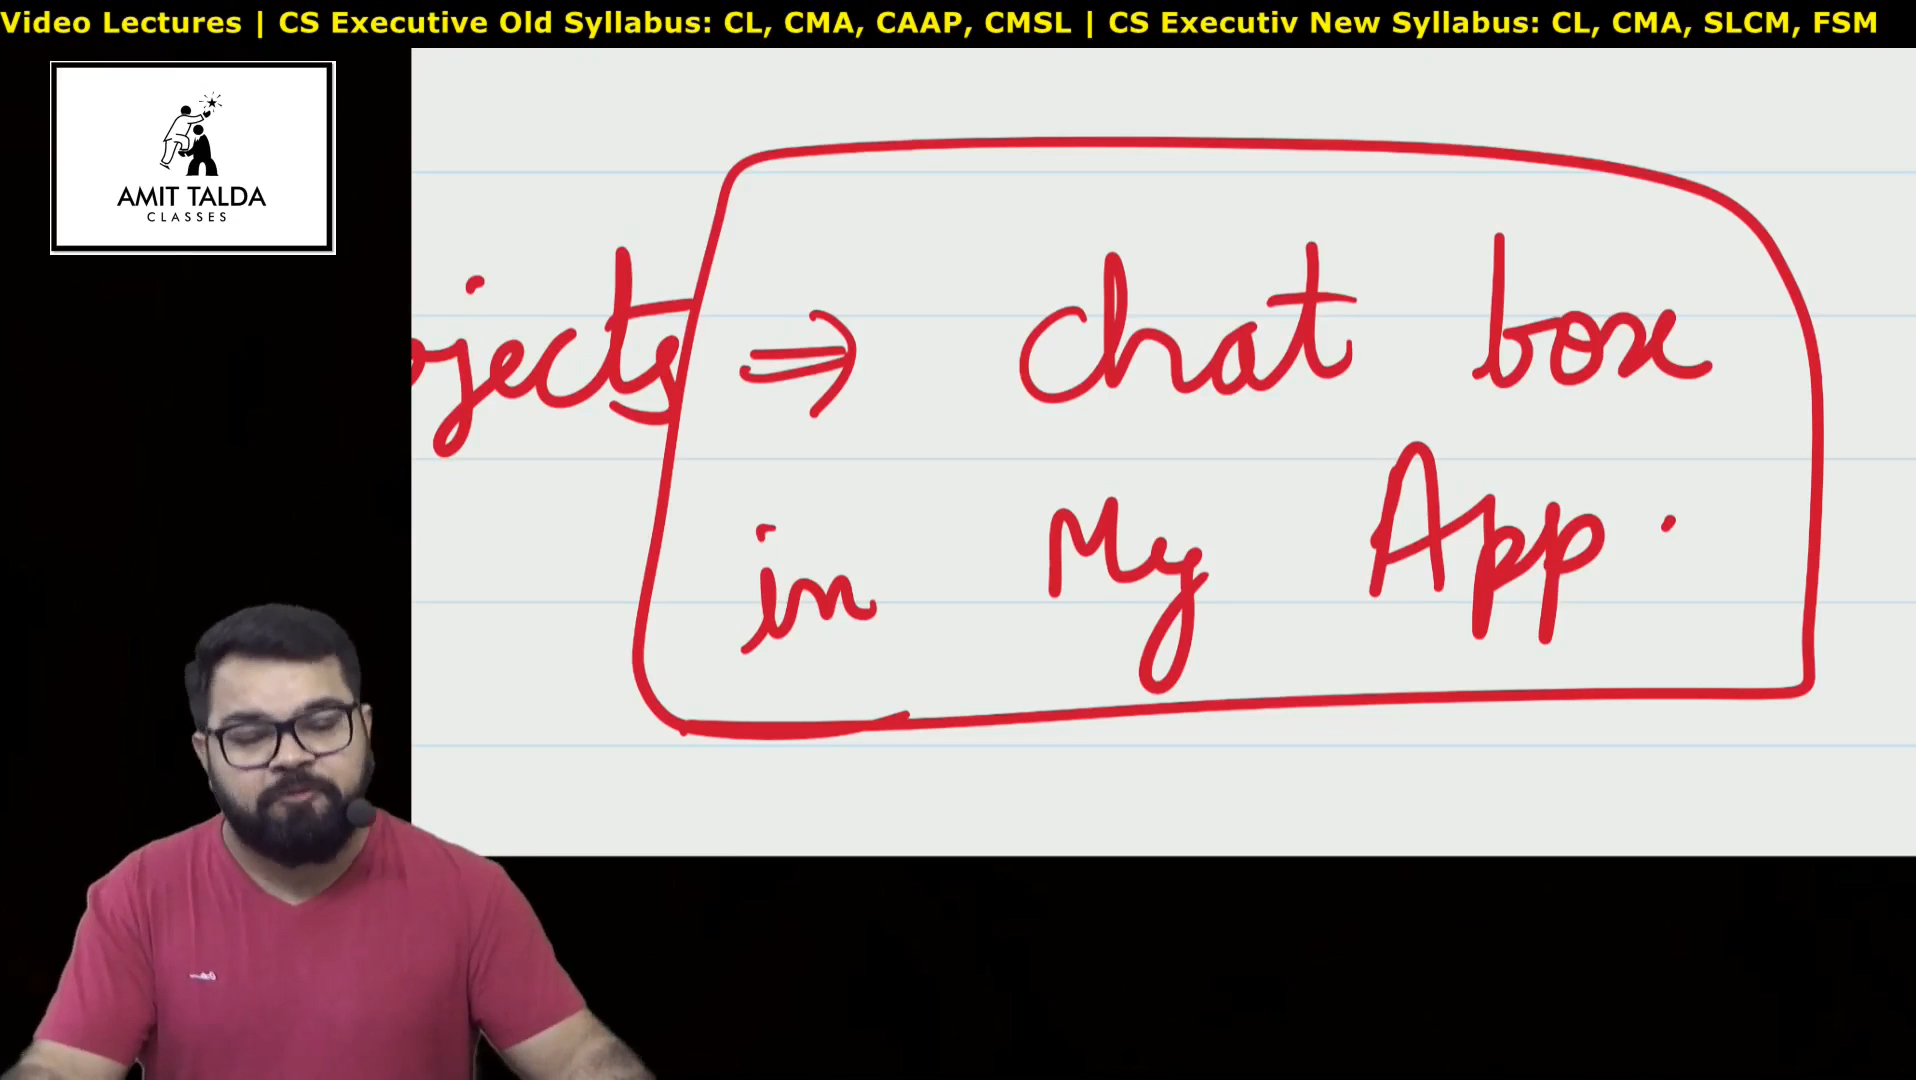 Video Lectures | CS Executive Old Syllabus: CL, CMA, CAAP, CMSL | CS Executiv New Syllabus: CL, CMA, SLCM, FSM
AMIT TALDA
CLASSES
ojects ⇒ chat box
in My App.